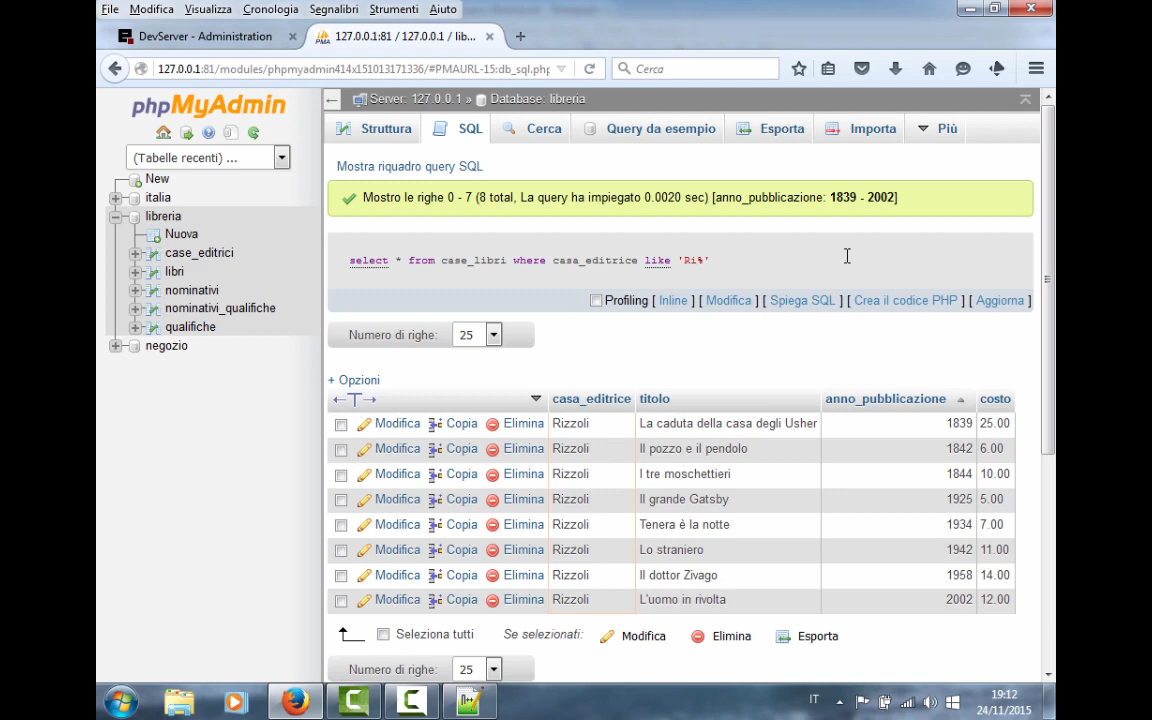 File Modifica Visualizza Cronologia Segnalibri Strumenti Aiuto
DevServer - Administration 127.0.0.1:81 / 127.0.0.1 / lib...
127.0.0.1:81/modules/phpmyadmin414x151013171336/#PMAURL-15:db_sql.php Cerca
phpMyAdmin
(Tabelle recenti) ...
New
italia
libreria
Nuova
case_editrici
libri
nominativi
nominativi_qualifiche
qualifiche
negozio
Server: 127.0.0.1 » Database: libreria
Struttura SQL Cerca Query da esempio Esporta Importa Più
Mostra riquadro query SQL
Mostro le righe 0 - 7 (8 total, La query ha impiegato 0.0020 sec) [anno_pubblicazione: 1839 - 2002]
select * from case_libri where casa_editrice like 'Ri%'
Profiling [ Inline ] [ Modifica ] [ Spiega SQL ] [ Crea il codice PHP ] [ Aggiorna ]
Numero di righe: 25
+ Opzioni
←T→ casa_editrice titolo anno_pubblicazione costo
Modifica Copia Elimina Rizzoli La caduta della casa degli Usher 1839 25.00
Modifica Copia Elimina Rizzoli Il pozzo e il pendolo 1842 6.00
Modifica Copia Elimina Rizzoli I tre moschettieri 1844 10.00
Modifica Copia Elimina Rizzoli Il grande Gatsby 1925 5.00
Modifica Copia Elimina Rizzoli Tenera è la notte 1934 7.00
Modifica Copia Elimina Rizzoli Lo straniero 1942 11.00
Modifica Copia Elimina Rizzoli Il dottor Zivago 1958 14.00
Modifica Copia Elimina Rizzoli L'uomo in rivolta 2002 12.00
Seleziona tutti Se selezionati: Modifica Elimina Esporta
Numero di righe: 25
IT 19:12
24/11/2015